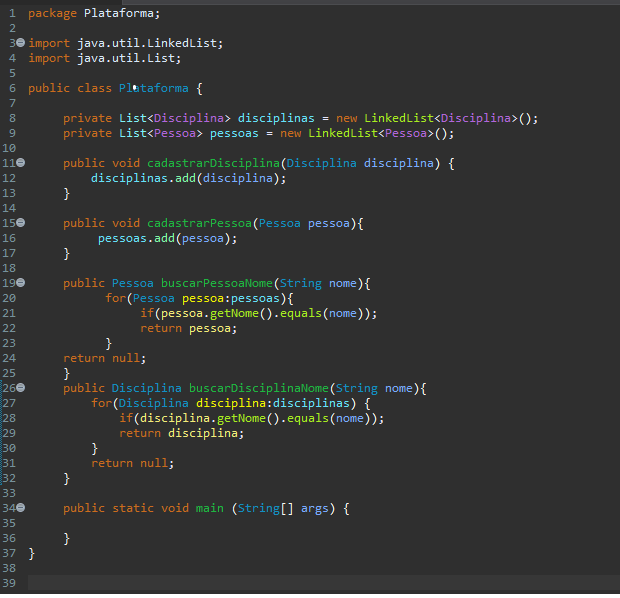 1 package Plataforma;
2
3 import java.util.LinkedList;
4 import java.util.List;
5
6 public class Plataforma {
7
8 private List<Disciplina> disciplinas = new LinkedList<Disciplina>();
9 private List<Pessoa> pessoas = new LinkedList<Pessoa>();
10
11 public void cadastrarDisciplina(Disciplina disciplina) {
12 disciplinas.add(disciplina);
13 }
14
15 public void cadastrarPessoa(Pessoa pessoa){
16 pessoas.add(pessoa);
17 }
18
19 public Pessoa buscarPessoaNome(String nome){
20 for(Pessoa pessoa:pessoas){
21 if(pessoa.getNome().equals(nome));
22 return pessoa;
23 }
24 return null;
25 }
26 public Disciplina buscarDisciplinaNome(String nome){
27 for(Disciplina disciplina:disciplinas) {
28 if(disciplina.getNome().equals(nome));
29 return disciplina;
30 }
31 return null;
32 }
33
34 public static void main (String[] args) {
35
36 }
37 }
38
39